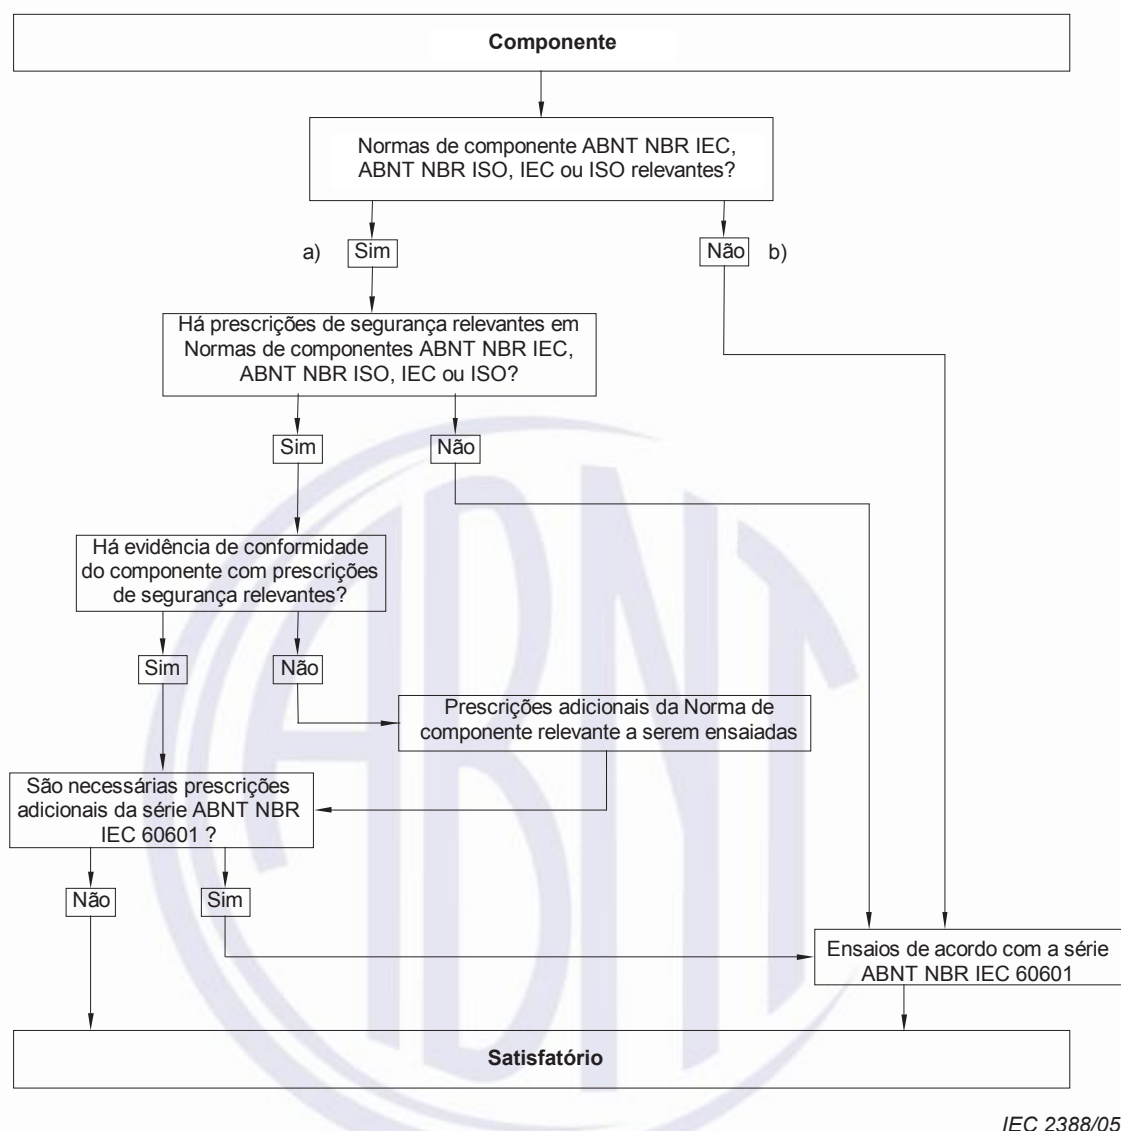 Componente
Normas de componente ABNT NBR IEC,
ABNT NBR ISO, IEC ou ISO relevantes?
a)
Sim
Não
b)
Há prescrições de segurança relevantes em
Normas de componentes ABNT NBR IEC,
ABNT NBR ISO, IEC ou ISO?
Sim
Não
Há evidência de conformidade
do componente com prescrições
de segurança relevantes?
Sim
Não
Prescrições adicionais da Norma de
componente relevante a serem ensaiadas
São necessárias prescrições
adicionais da série ABNT NBR
IEC 60601 ?
Não
Sim
Ensaios de acordo com a série
ABNT NBR IEC 60601
Satisfatório
IEC 2388/05
ABNT